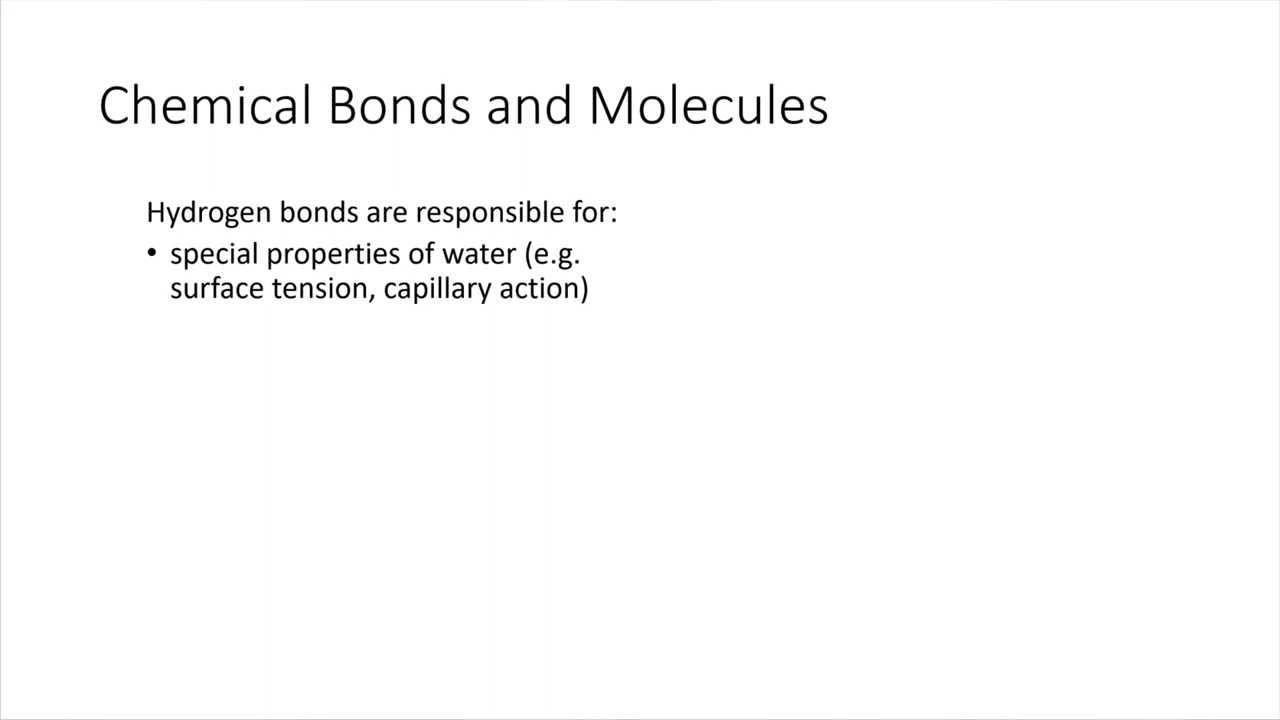 Chemical Bonds and Molecules
Hydrogen bonds are responsible for:
• special properties of water (e.g.
surface tension, capillary action)